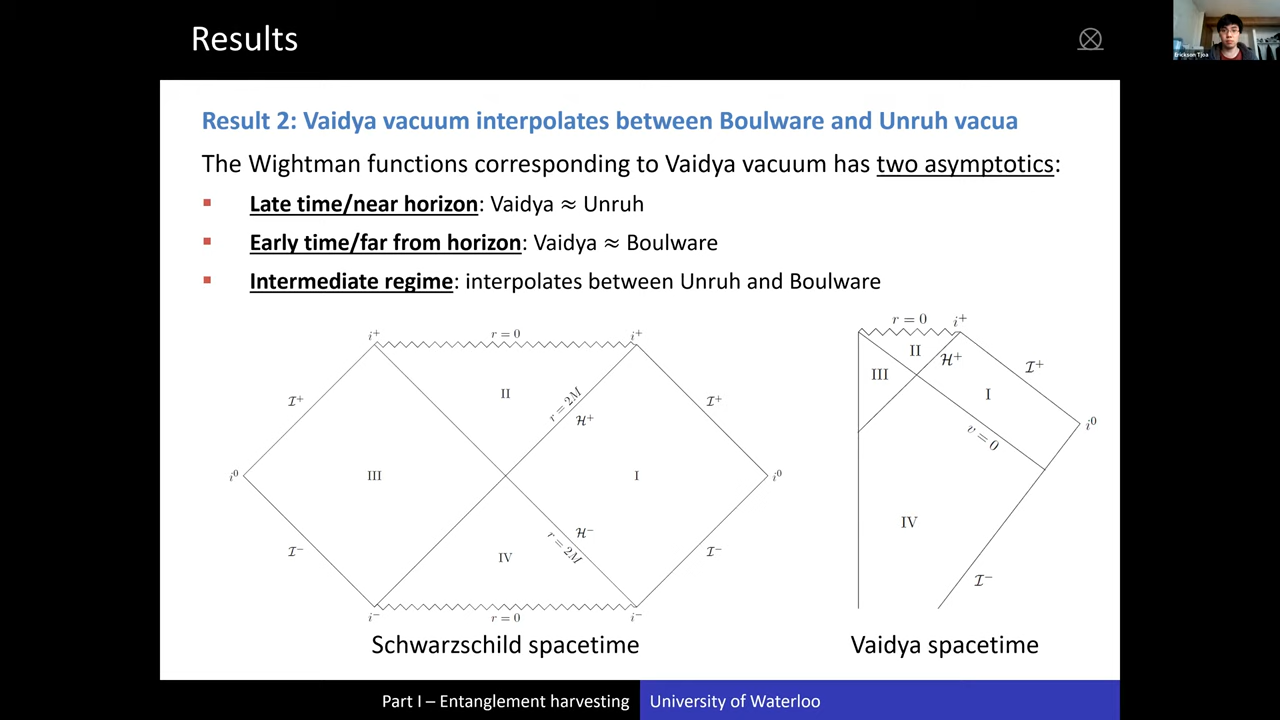 Results
Erickson Tjoa
Result 2: Vaidya vacuum interpolates between Boulware and Unruh vacua
The Wightman functions corresponding to Vaidya vacuum has two asymptotics:
▪ Late time/near horizon: Vaidya ≈ Unruh
▪ Early time/far from horizon: Vaidya ≈ Boulware
▪ Intermediate regime: interpolates between Unruh and Boulware
i⁺ r = 0 i⁺
II
r = 2M
ℐ⁺ ℋ⁺ ℐ⁺
i⁰ III I i⁰
ℋ⁻
ℐ⁻ r = 2M ℐ⁻
IV
i⁻ r = 0 i⁻
Schwarzschild spacetime
r = 0 i⁺
II ℋ⁺ ℐ⁺
III I
v = 0 i⁰
IV
ℐ⁻
Vaidya spacetime
Part I – Entanglement harvesting University of Waterloo